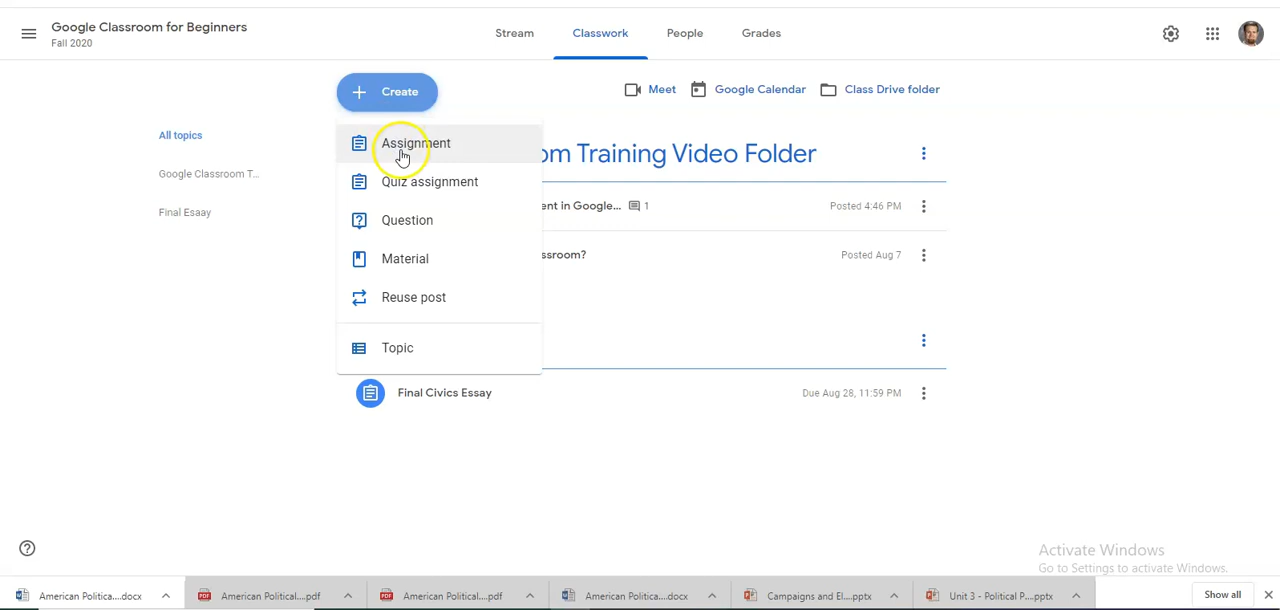 Google Classroom for Beginners
Fall 2020
Stream
Classwork
People
Grades
Create
Meet
Google Calendar
Class Drive folder
All topics
Google Classroom T...
Final Esaay
Assignment
Quiz assignment
Question
Material
Reuse post
Topic
om Training Video Folder
ent in Google... 1
Posted 4:46 PM
ssroom?
Posted Aug 7
Final Civics Essay
Due Aug 28, 11:59 PM
Activate Windows
Go to Settings to activate Windows.
American Politica....docx
American Political....pdf
American Political....pdf
American Politica....docx
Campaigns and El....pptx
Unit 3 - Political P....pptx
Show all